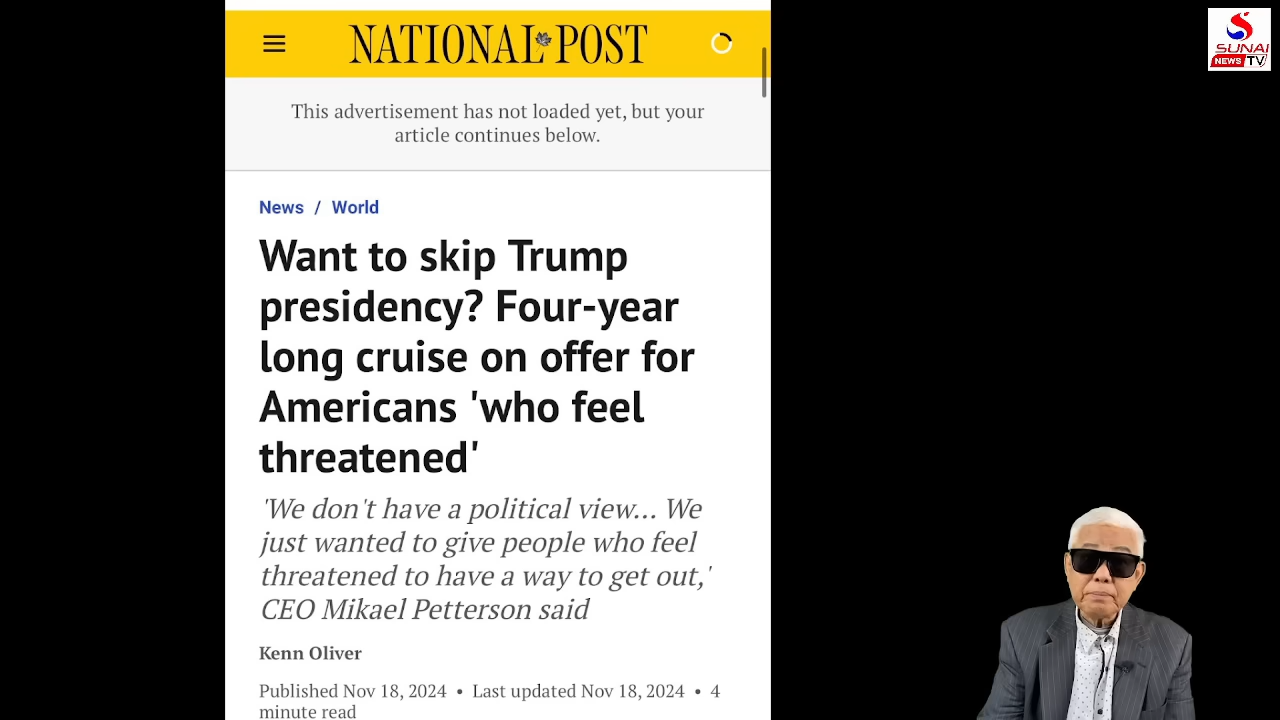 NATIONAL POST
SUNAI
NEWS TV
This advertisement has not loaded yet, but your
article continues below.
News / World
Want to skip Trump
presidency? Four-year
long cruise on offer for
Americans 'who feel
threatened'
'We don't have a political view... We
just wanted to give people who feel
threatened to have a way to get out,'
CEO Mikael Petterson said
Kenn Oliver
Published Nov 18, 2024 • Last updated Nov 18, 2024 • 4
minute read